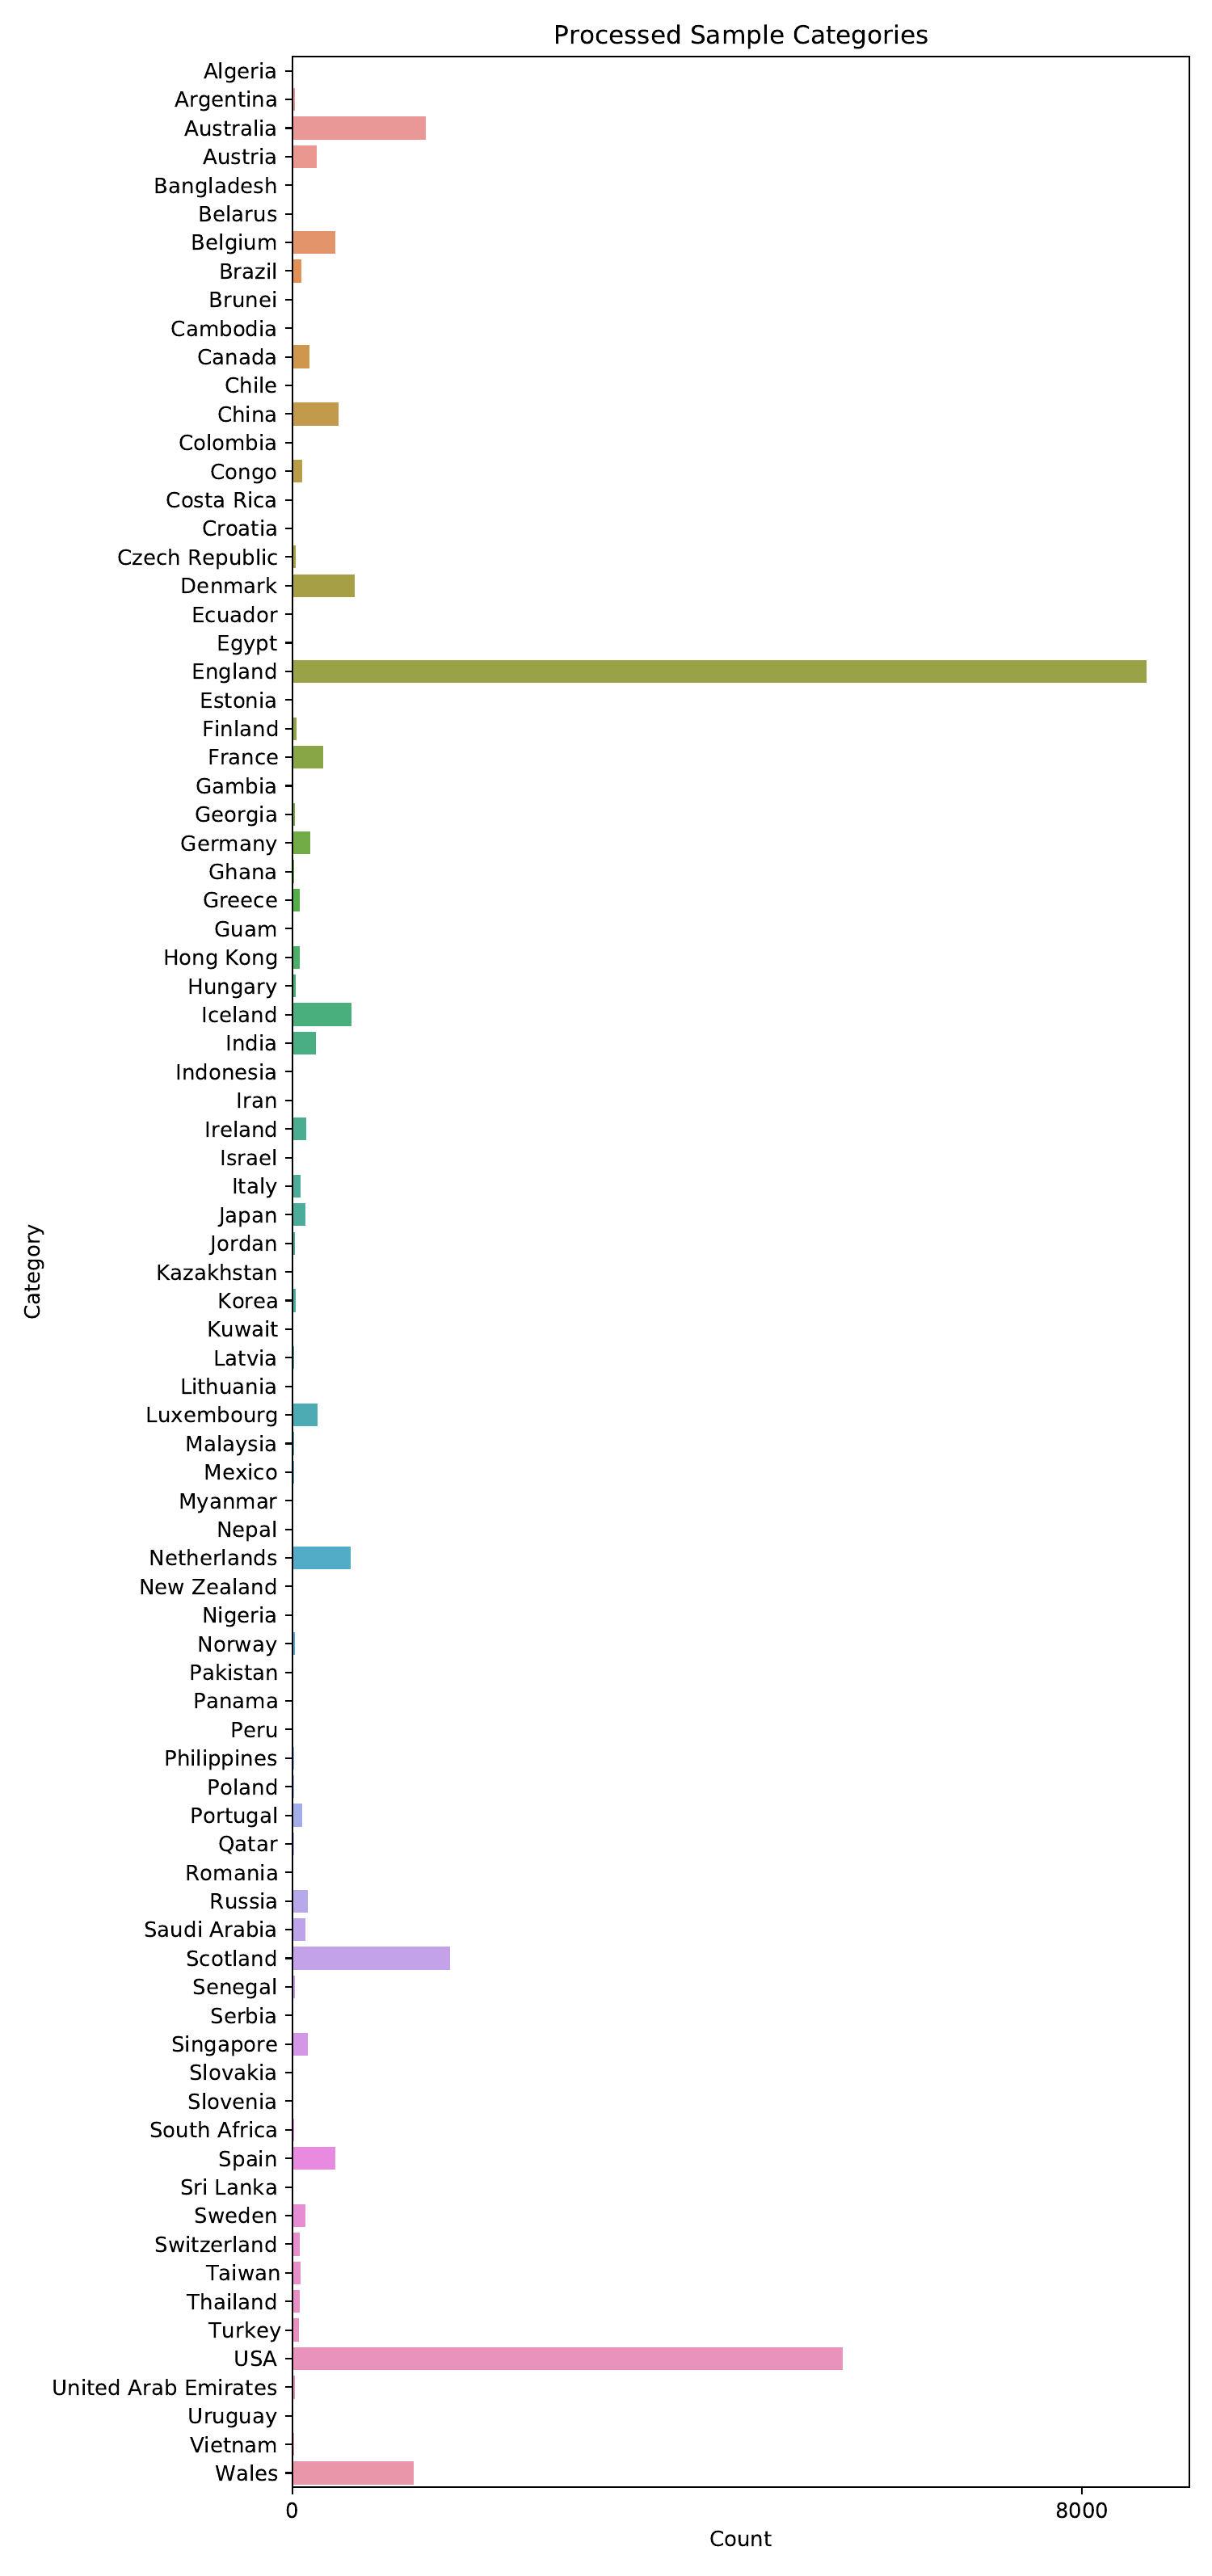 Processed Sample Categories
Algeria
Argentina
Australia
Austria
Bangladesh
Belarus
Belgium
Brazil
Brunei
Cambodia
Canada
Chile
China
Colombia
Congo
Costa Rica
Croatia
Czech Republic
Denmark
Ecuador
Egypt
England
Estonia
Finland
France
Gambia
Georgia
Germany
Ghana
Greece
Guam
Hong Kong
Hungary
Iceland
India
Indonesia
Iran
Ireland
Israel
Italy
Japan
Jordan
Kazakhstan
Korea
Kuwait
Latvia
Lithuania
Luxembourg
Malaysia
Mexico
Myanmar
Nepal
Netherlands
New Zealand
Nigeria
Norway
Pakistan
Panama
Peru
Philippines
Poland
Portugal
Qatar
Romania
Russia
Saudi Arabia
Scotland
Senegal
Serbia
Singapore
Slovakia
Slovenia
South Africa
Spain
Sri Lanka
Sweden
Switzerland
Taiwan
Thailand
Turkey
USA
United Arab Emirates
Uruguay
Vietnam
Wales
Category
0 8000
Count